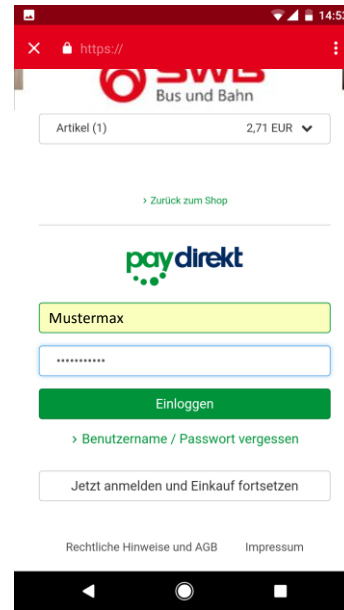 14:53
https://
SWB
Bus und Bahn
Artikel (1) 2,71 EUR
› Zurück zum Shop
paydirekt
Mustermax
•••••••••••
Einloggen
› Benutzername / Passwort vergessen
Jetzt anmelden und Einkauf fortsetzen
Rechtliche Hinweise und AGB Impressum